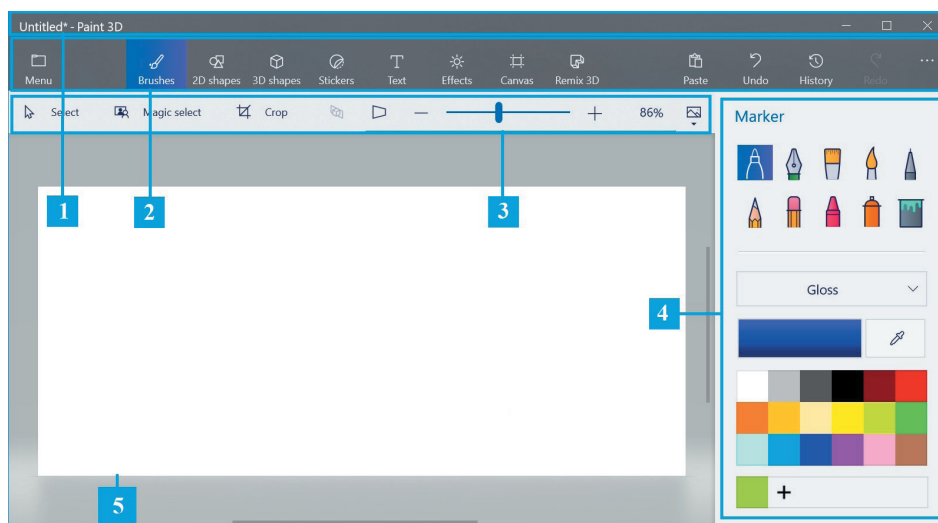 Untitled* - Paint 3D
Menu Brushes 2D shapes 3D shapes Stickers Text Effects Canvas Remix 3D Paste Undo History Redo
Select Magic select Crop 86%
Marker
1 2 3
Gloss
4
5